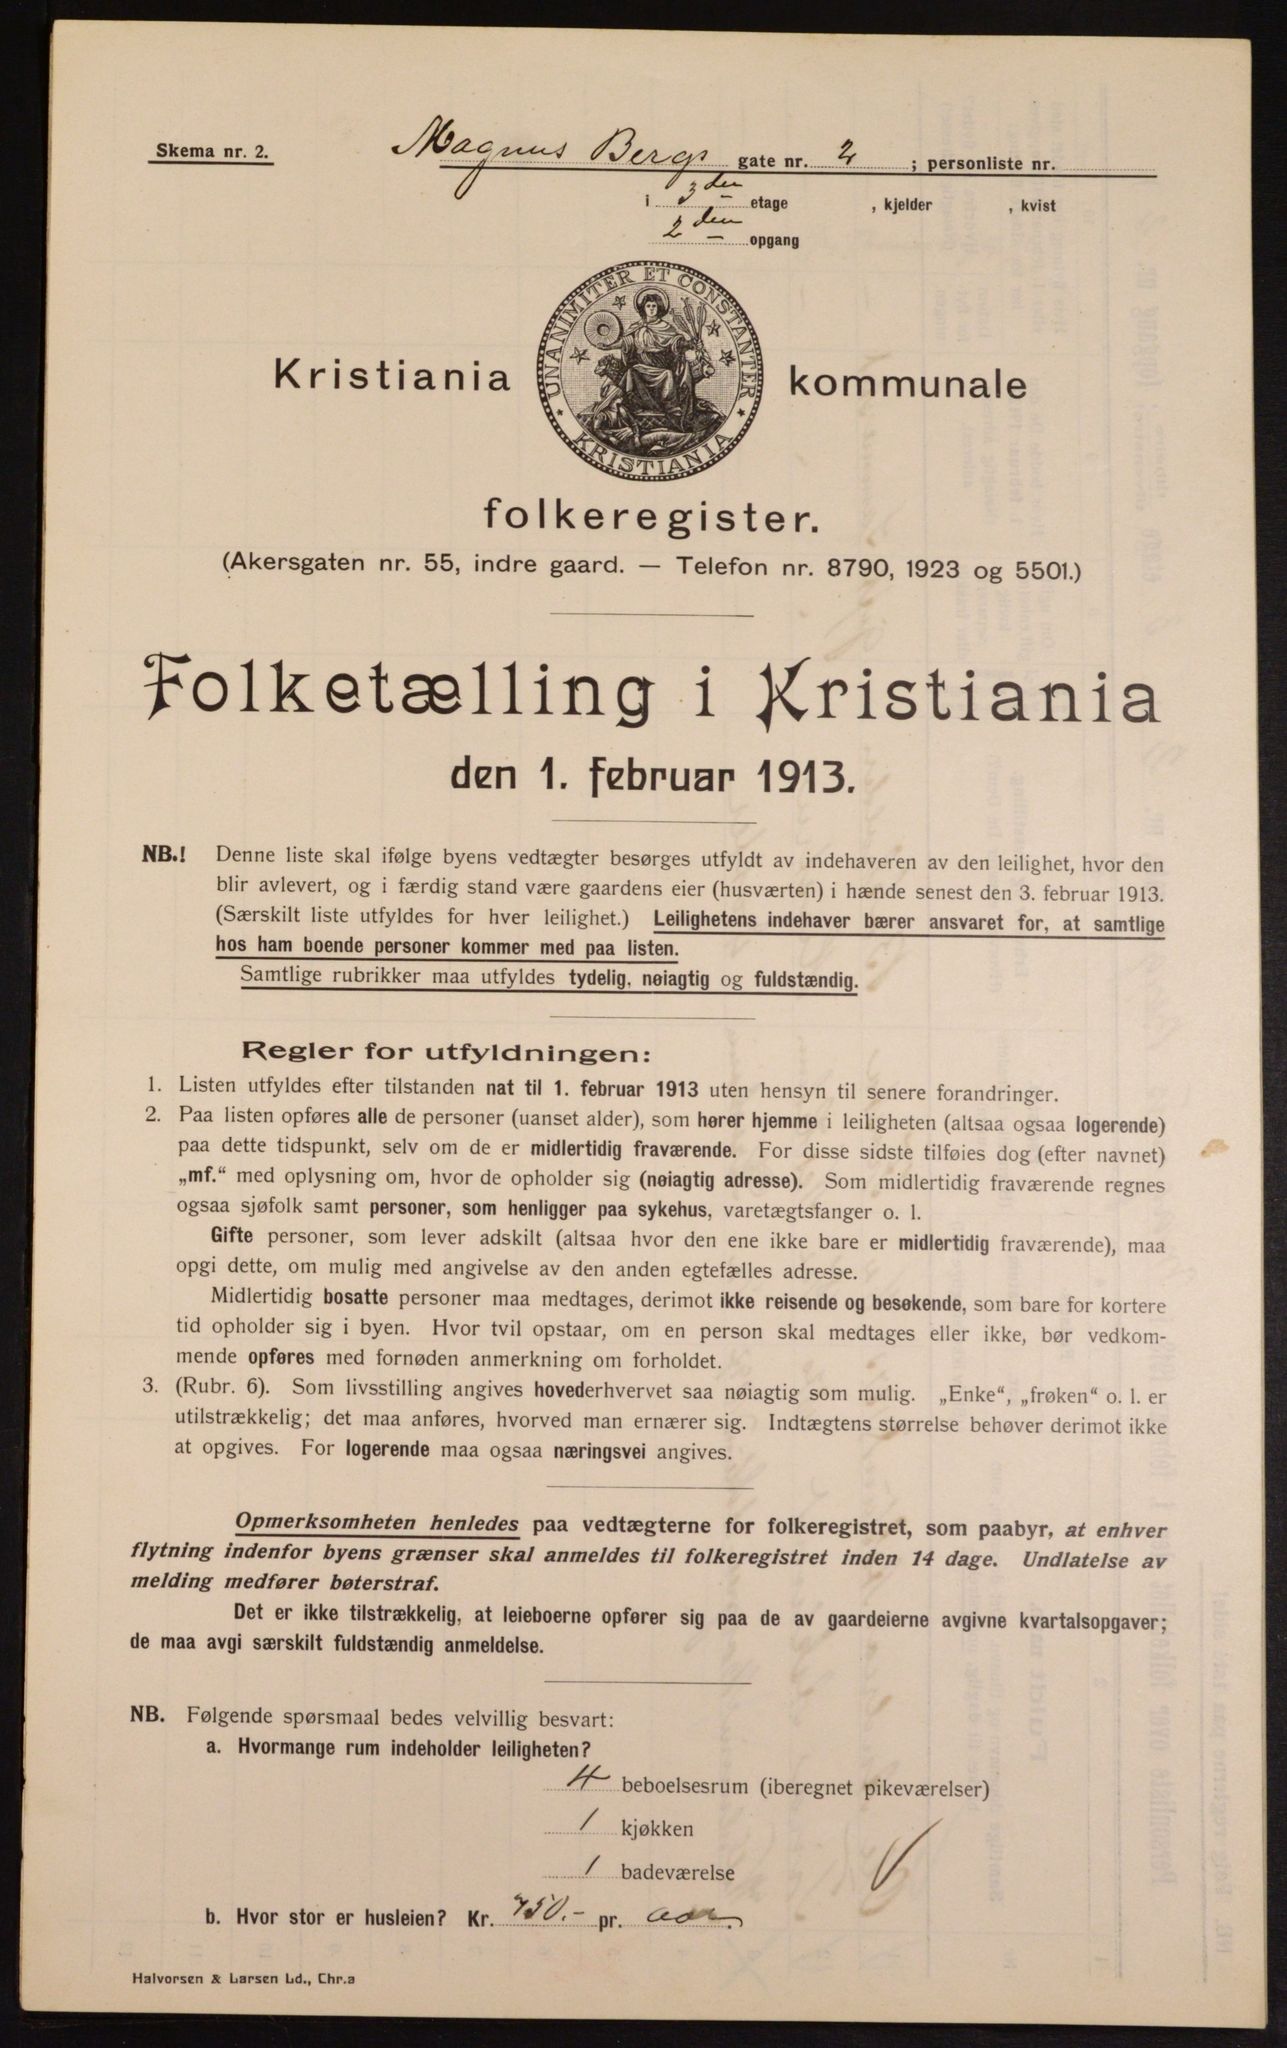 Skema nr. 2.
Magnus Bergs gate nr. 2 ; personliste nr.
i 3den etage , kjelder , kvist
2den opgang
UNANIMITER ET CONSTANTER
KRISTIANIA
Kristiania kommunale
folkeregister.
(Akersgaten nr. 55, indre gaard. — Telefon nr. 8790, 1923 og 5501.)
Folketælling i Kristiania
den 1. februar 1913.
NB.! Denne liste skal ifølge byens vedtægter besørges utfyldt av indehaveren av den leilighet, hvor den
blir avlevert, og i færdig stand være gaardens eier (husværten) i hænde senest den 3. februar 1913.
(Særskilt liste utfyldes for hver leilighet.) Leilighetens indehaver bærer ansvaret for, at samtlige
hos ham boende personer kommer med paa listen.
Samtlige rubrikker maa utfyldes tydelig, nøiagtig og fuldstændig.
Regler for utfyldningen:
1. Listen utfyldes efter tilstanden nat til 1. februar 1913 uten hensyn til senere forandringer.
2. Paa listen opføres alle de personer (uanset alder), som hører hjemme i leiligheten (altsaa ogsaa logerende)
paa dette tidspunkt, selv om de er midlertidig fraværende. For disse sidste tilføies dog (efter navnet)
„mf.“ med oplysning om, hvor de opholder sig (nøiagtig adresse). Som midlertidig fraværende regnes
ogsaa sjøfolk samt personer, som henligger paa sykehus, varetægtsfanger o. l.
Gifte personer, som lever adskilt (altsaa hvor den ene ikke bare er midlertidig fraværende), maa
opgi dette, om mulig med angivelse av den anden egtefælles adresse.
Midlertidig bosatte personer maa medtages, derimot ikke reisende og besøkende, som bare for kortere
tid opholder sig i byen. Hvor tvil opstaar, om en person skal medtages eller ikke, bør vedkom-
mende opføres med fornøden anmerkning om forholdet.
3. (Rubr. 6). Som livsstilling angives hovederhvervet saa nøiagtig som mulig. „Enke“, „frøken“ o. l. er
utilstrækkelig; det maa anføres, hvorved man ernærer sig. Indtægtens størrelse behøver derimot ikke
at opgives. For logerende maa ogsaa næringsvei angives.
Opmerksomheten henledes paa vedtægterne for folkeregistret, som paabyr, at enhver
flytning indenfor byens grænser skal anmeldes til folkeregistret inden 14 dage. Undlatelse av
melding medfører bøterstraf.
Det er ikke tilstrækkelig, at leieboerne opfører sig paa de av gaardeierne avgivne kvartalsopgaver;
de maa avgi særskilt fuldstændig anmeldelse.
NB. Følgende spørsmaal bedes velvillig besvart:
a. Hvormange rum indeholder leiligheten?
4 beboelsesrum (iberegnet pikeværelser)
1 kjøkken
1 badeværelse
b. Hvor stor er husleien? Kr. 750.- pr. aar.
Halvorsen & Larsen Ld., Chr.a